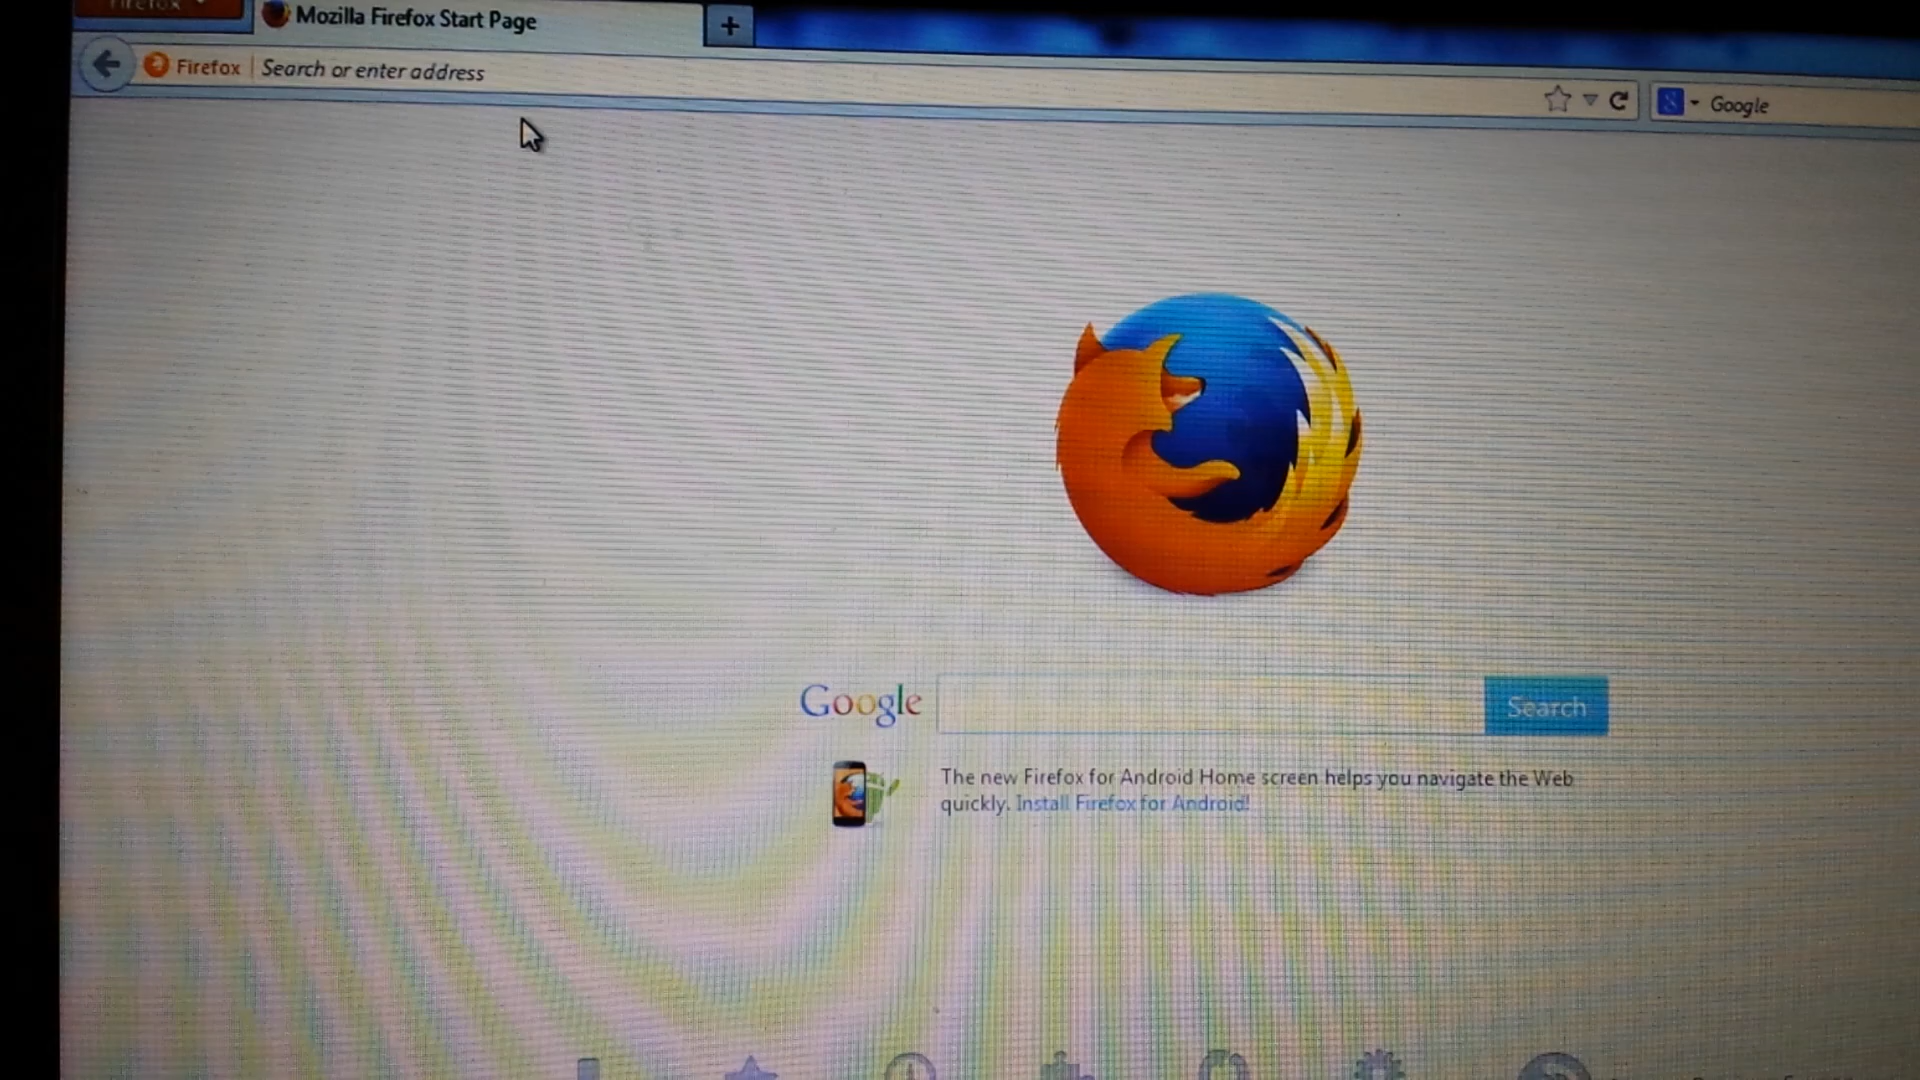 Firefox
Mozilla Firefox Start Page
+
Firefox
Search or enter address
Google
Google
Search
The new Firefox for Android Home screen helps you navigate the Web
quickly. Install Firefox for Android!